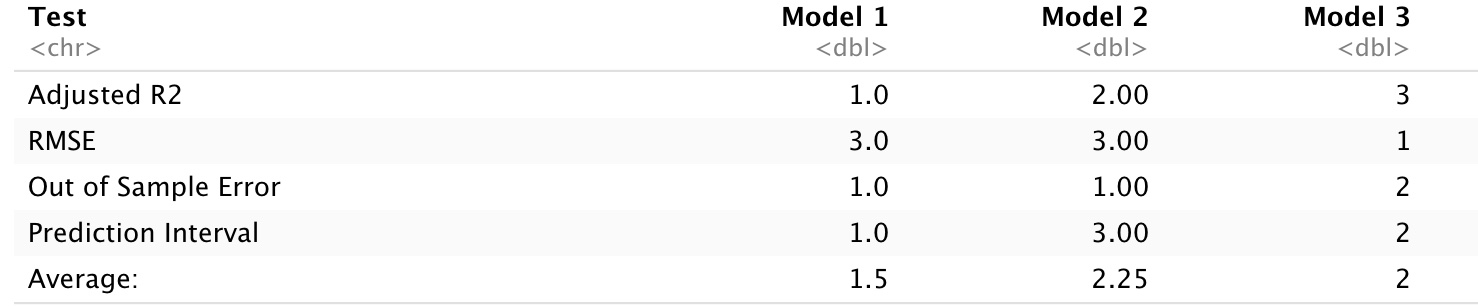 Test Model 1 Model 2 Model 3
<chr> <dbl> <dbl> <dbl>
Adjusted R2 1.0 2.00 3
RMSE 3.0 3.00 1
Out of Sample Error 1.0 1.00 2
Prediction Interval 1.0 3.00 2
Average: 1.5 2.25 2